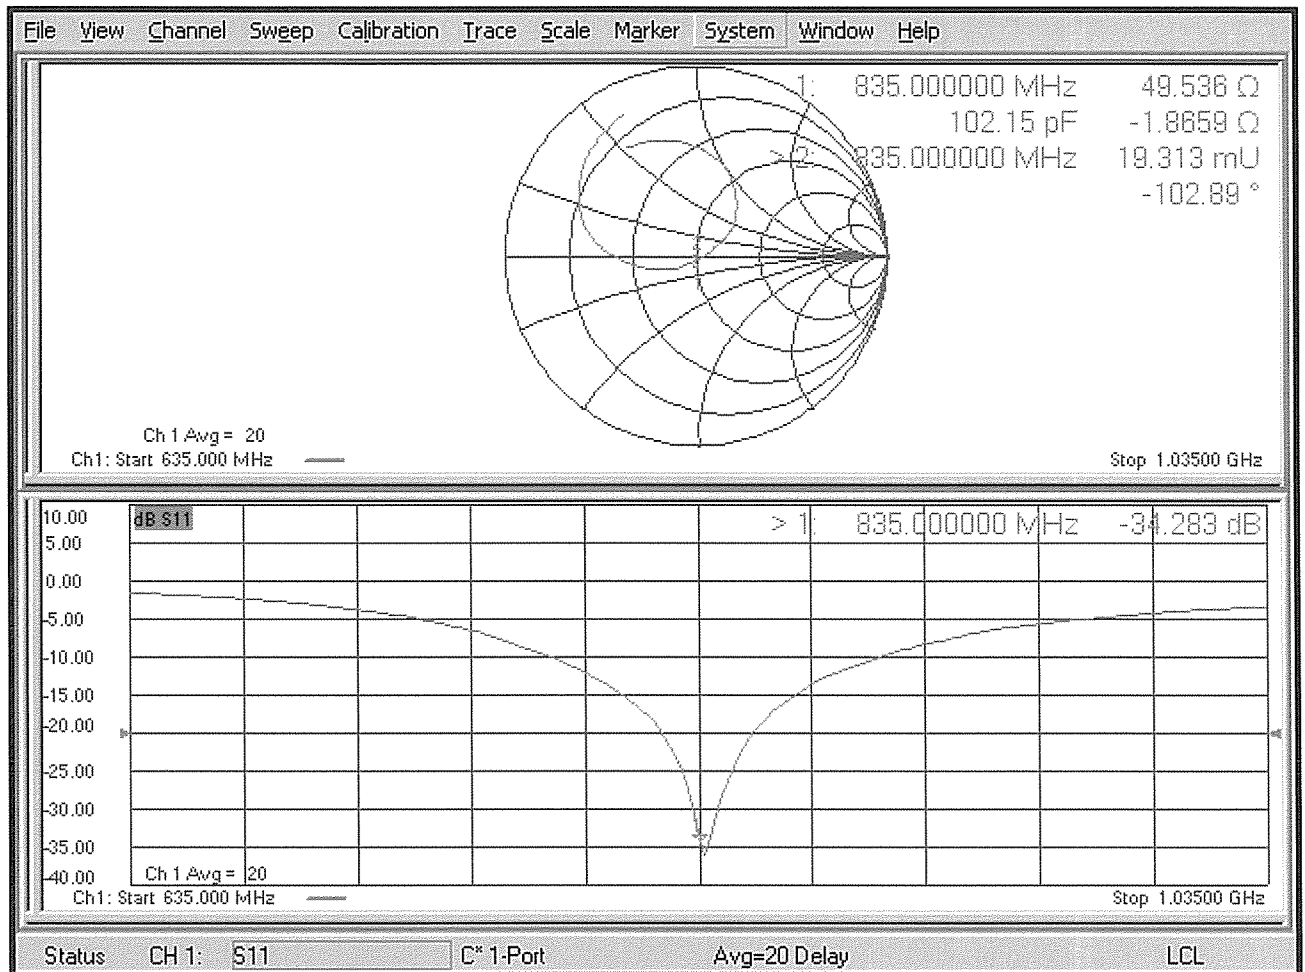 File View Channel Sweep Calibration Trace Scale Marker System Window Help
1: 835.000000 MHz 49.536 Ω
102.15 pF -1.8659 Ω
> 2: 835.000000 MHz 19.313 mU
-102.89 °
Ch 1 Avg = 20
Ch1: Start 635.000 MHz
Stop 1.03500 GHz
10.00
dB S11
> 1: 835.000000 MHz -34.283 dB
5.00
0.00
-5.00
-10.00
-15.00
-20.00
-25.00
-30.00
-35.00
-40.00
Ch 1 Avg = 20
Ch1: Start 635.000 MHz
Stop 1.03500 GHz
Status CH 1: S11 C* 1-Port Avg=20 Delay LCL